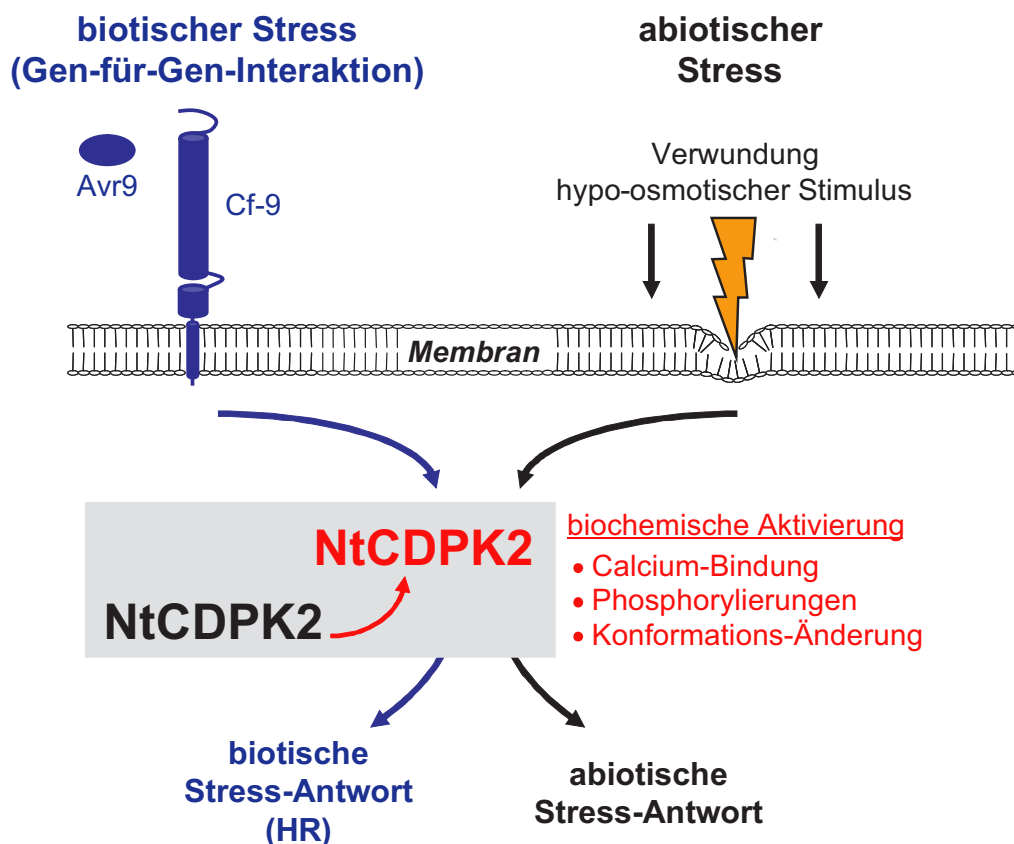 biotischer Stress
(Gen-für-Gen-Interaktion)
abiotischer
Stress
Avr9
Cf-9
Verwundung
hypo-osmotischer Stimulus
Membran
NtCDPK2
NtCDPK2
biochemische Aktivierung
• Calcium-Bindung
• Phosphorylierungen
• Konformations-Änderung
biotische
Stress-Antwort
(HR)
abiotische
Stress-Antwort